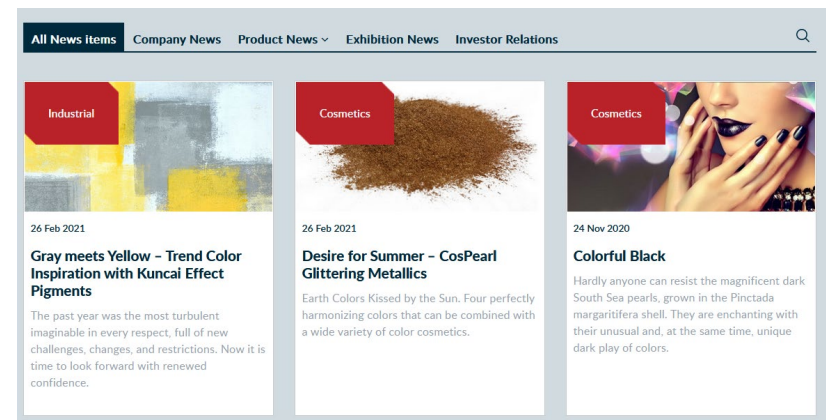 All News items Company News Product News Exhibition News Investor Relations
Industrial
26 Feb 2021
Gray meets Yellow – Trend Color
Inspiration with Kuncai Effect
Pigments
The past year was the most turbulent
imaginable in every respect, full of new
challenges, changes, and restrictions. Now it is
time to look forward with renewed
confidence.
Cosmetics
26 Feb 2021
Desire for Summer – CosPearl
Glittering Metallics
Earth Colors Kissed by the Sun. Four perfectly
harmonizing colors that can be combined with
a wide variety of color cosmetics.
Cosmetics
24 Nov 2020
Colorful Black
Hardly anyone can resist the magnificent dark
South Sea pearls, grown in the Pinctada
margaritifera shell. They are enchanting with
their unusual and, at the same time, unique
dark play of colors.